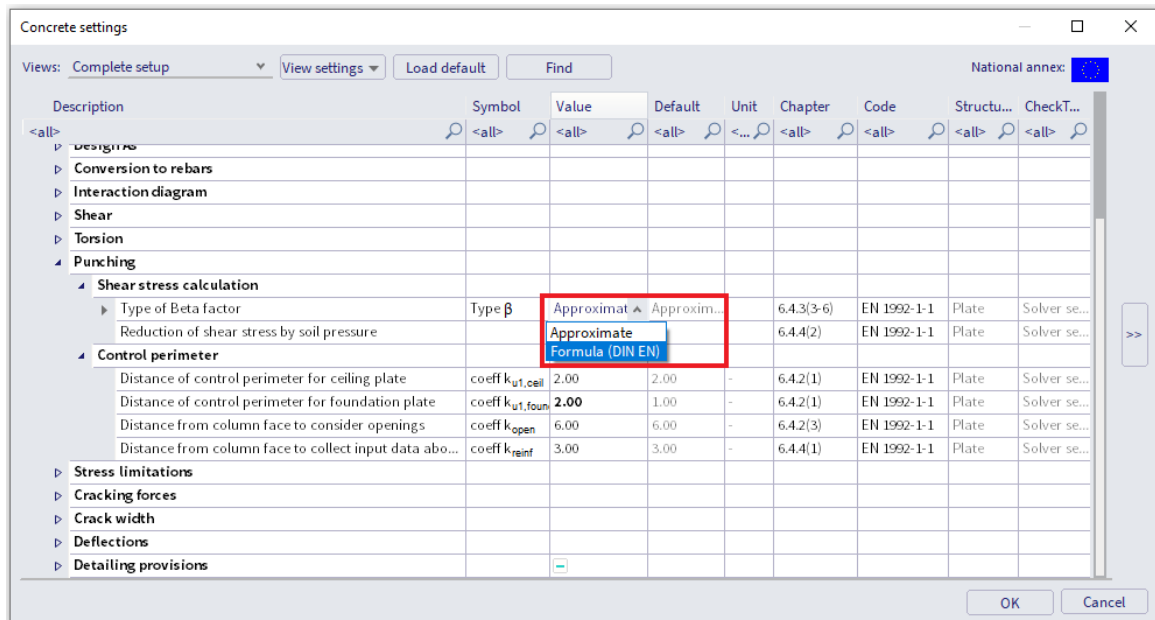 Concrete settings
Views: Complete setup View settings Load default Find National annex:
Description Symbol Value Default Unit Chapter Code Structu... CheckT...
<all> <all> <all> <all> <... <all> <all> <all> <all>
Design As
Conversion to rebars
Interaction diagram
Shear
Torsion
Punching
Shear stress calculation
Type of Beta factor Type β Approximat Approxim... 6.4.3(3-6) EN 1992-1-1 Plate Solver se...
Reduction of shear stress by soil pressure Approximate 6.4.4(2) EN 1992-1-1 Plate Solver se...
Formula (DIN EN)
Control perimeter
Distance of control perimeter for ceiling plate coeff ku1,ceil 2.00 2.00 - 6.4.2(1) EN 1992-1-1 Plate Solver se...
Distance of control perimeter for foundation plate coeff ku1,foun 2.00 1.00 - 6.4.2(1) EN 1992-1-1 Plate Solver se...
Distance from column face to consider openings coeff kopen 6.00 6.00 - 6.4.2(3) EN 1992-1-1 Plate Solver se...
Distance from column face to collect input data abo... coeff kreinf 3.00 3.00 - 6.4.4(1) EN 1992-1-1 Plate Solver se...
Stress limitations
Cracking forces
Crack width
Deflections
Detailing provisions
>>
OK Cancel